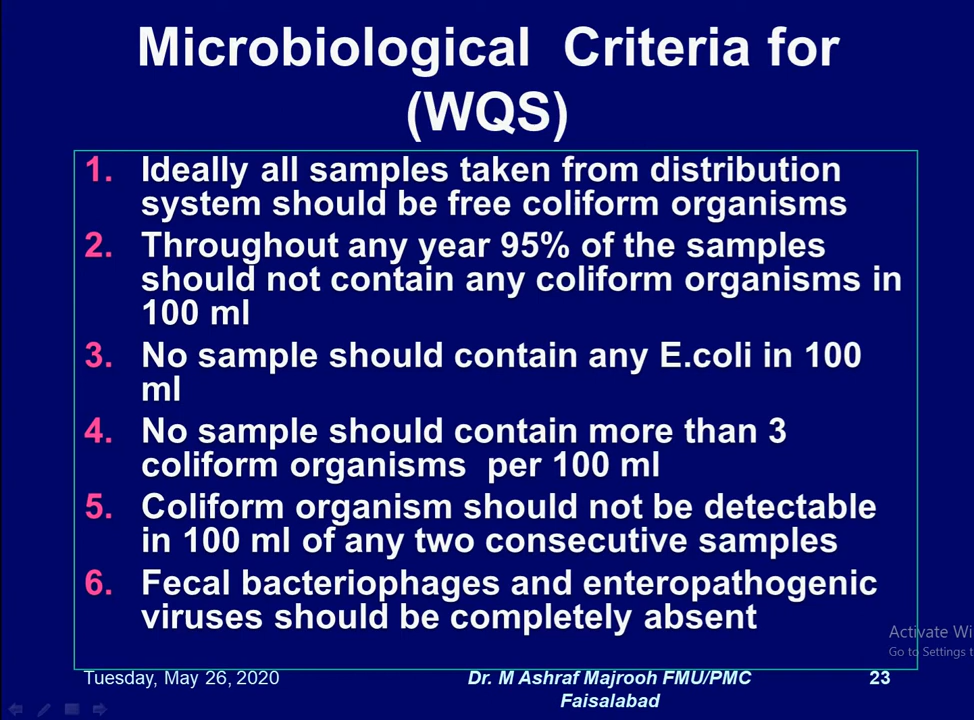 Microbiological  Criteria for
(WQS)
1. Ideally all samples taken from distribution
system should be free coliform organisms
2. Throughout any year 95% of the samples
should not contain any coliform organisms in
100 ml
3. No sample should contain any E.coli in 100
ml
4. No sample should contain more than 3
coliform organisms  per 100 ml
5. Coliform organism should not be detectable
in 100 ml of any two consecutive samples
6. Fecal bacteriophages and enteropathogenic
viruses should be completely absent
Activate Wi
Go to Settings t
Tuesday, May 26, 2020
Dr. M Ashraf Majrooh FMU/PMC
Faisalabad
23